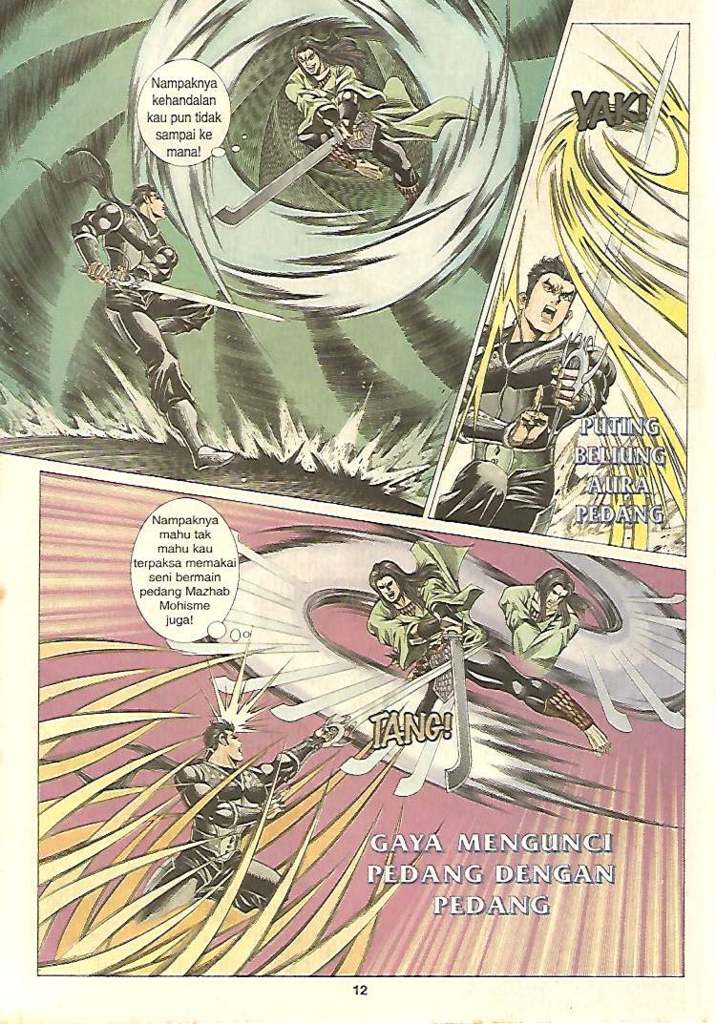 Nampaknya
kehandalan
kau pun tidak
sampai ke
mana!
YAK!
PUTING
BELIUNG
AURA
PEDANG
Nampaknya
mahu tak
mahu kau
terpaksa memakai
seni bermain
pedang Mazhab
Mohisme
juga!
TANG!
GAYA MENGUNCI
PEDANG DENGAN
PEDANG
12